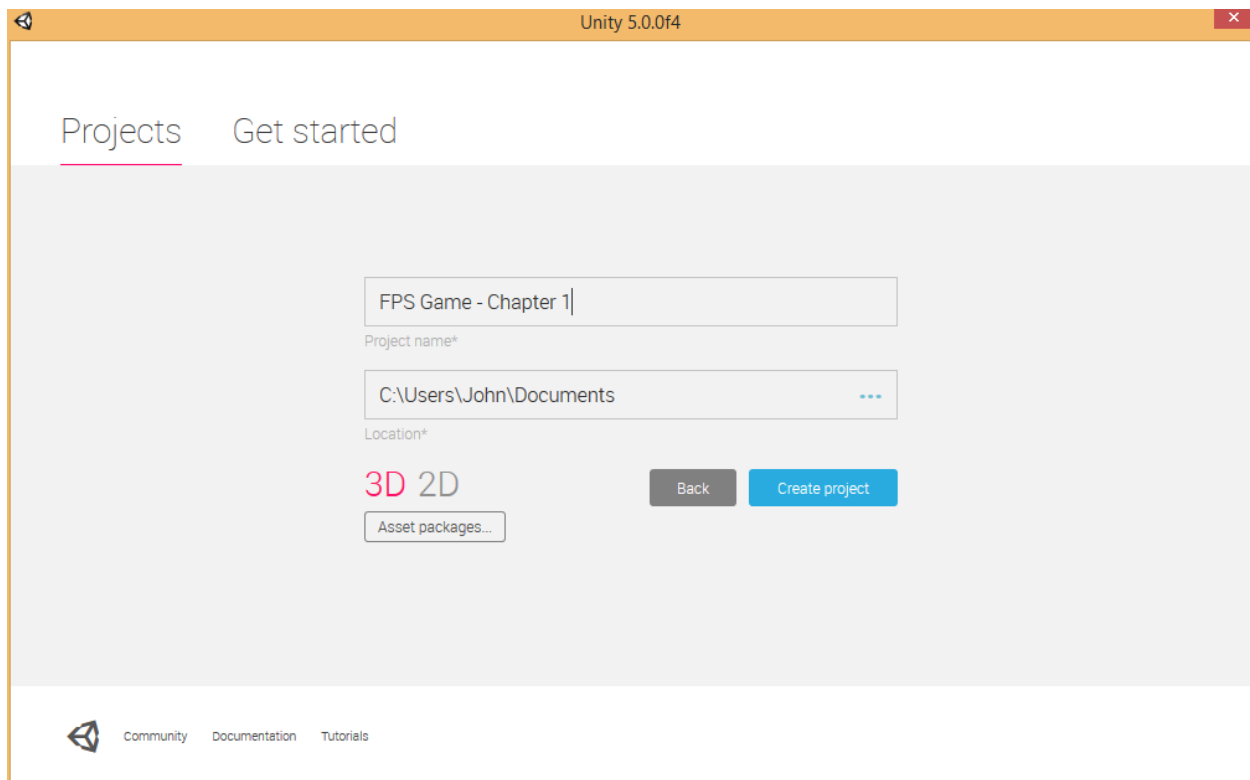 Unity 5.0.0f4
Projects Get started
FPS Game - Chapter 1
Project name*
C:\Users\John\Documents
Location*
3D 2D Back Create project
Asset packages...
Community Documentation Tutorials